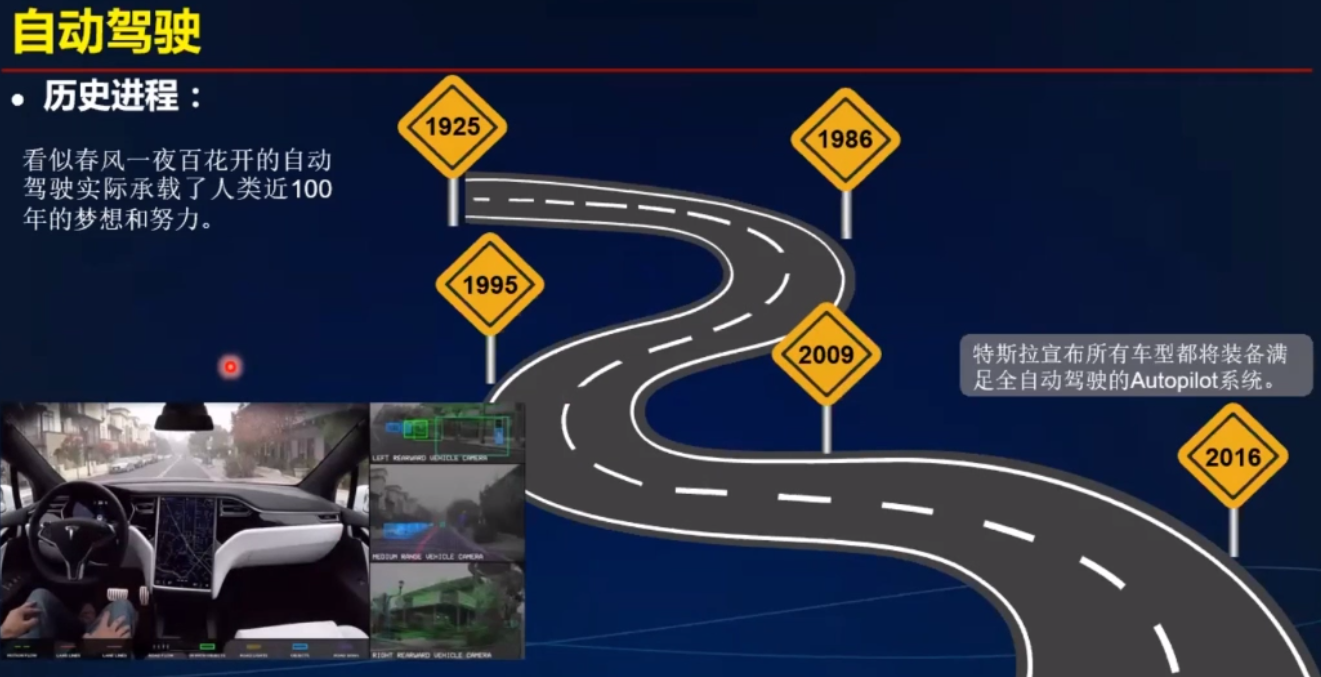 自动驾驶
• 历史进程：
看似春风一夜百花开的自动
驾驶实际承载了人类近100
年的梦想和努力。
1925
1986
1995
2009
特斯拉宣布所有车型都将装备满
足全自动驾驶的Autopilot系统。
2016
LEFT REARWARD VEHICLE CAMERA
MEDIUM RANGE VEHICLE CAMERA
RIGHT REARWARD VEHICLE CAMERA